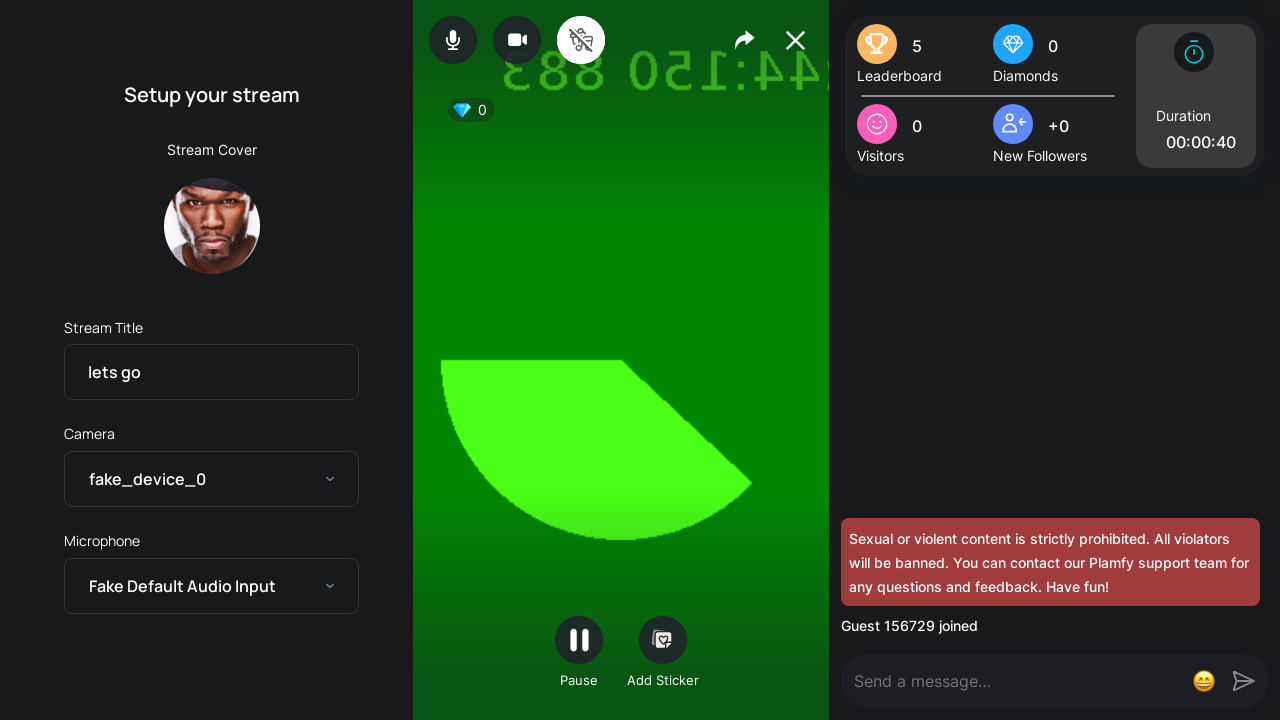 Setup your stream
Stream Cover
Stream Title
lets go
Camera
fake_device_0
Microphone
Fake Default Audio Input
44:150 883
0
Pause
Add Sticker
5
Leaderboard
0
Diamonds
0
Visitors
+0
New Followers
Duration
00:00:40
Sexual or violent content is strictly prohibited. All violators
will be banned. You can contact our Plamfy support team for
any questions and feedback. Have fun!
Guest 156729 joined
Send a message...